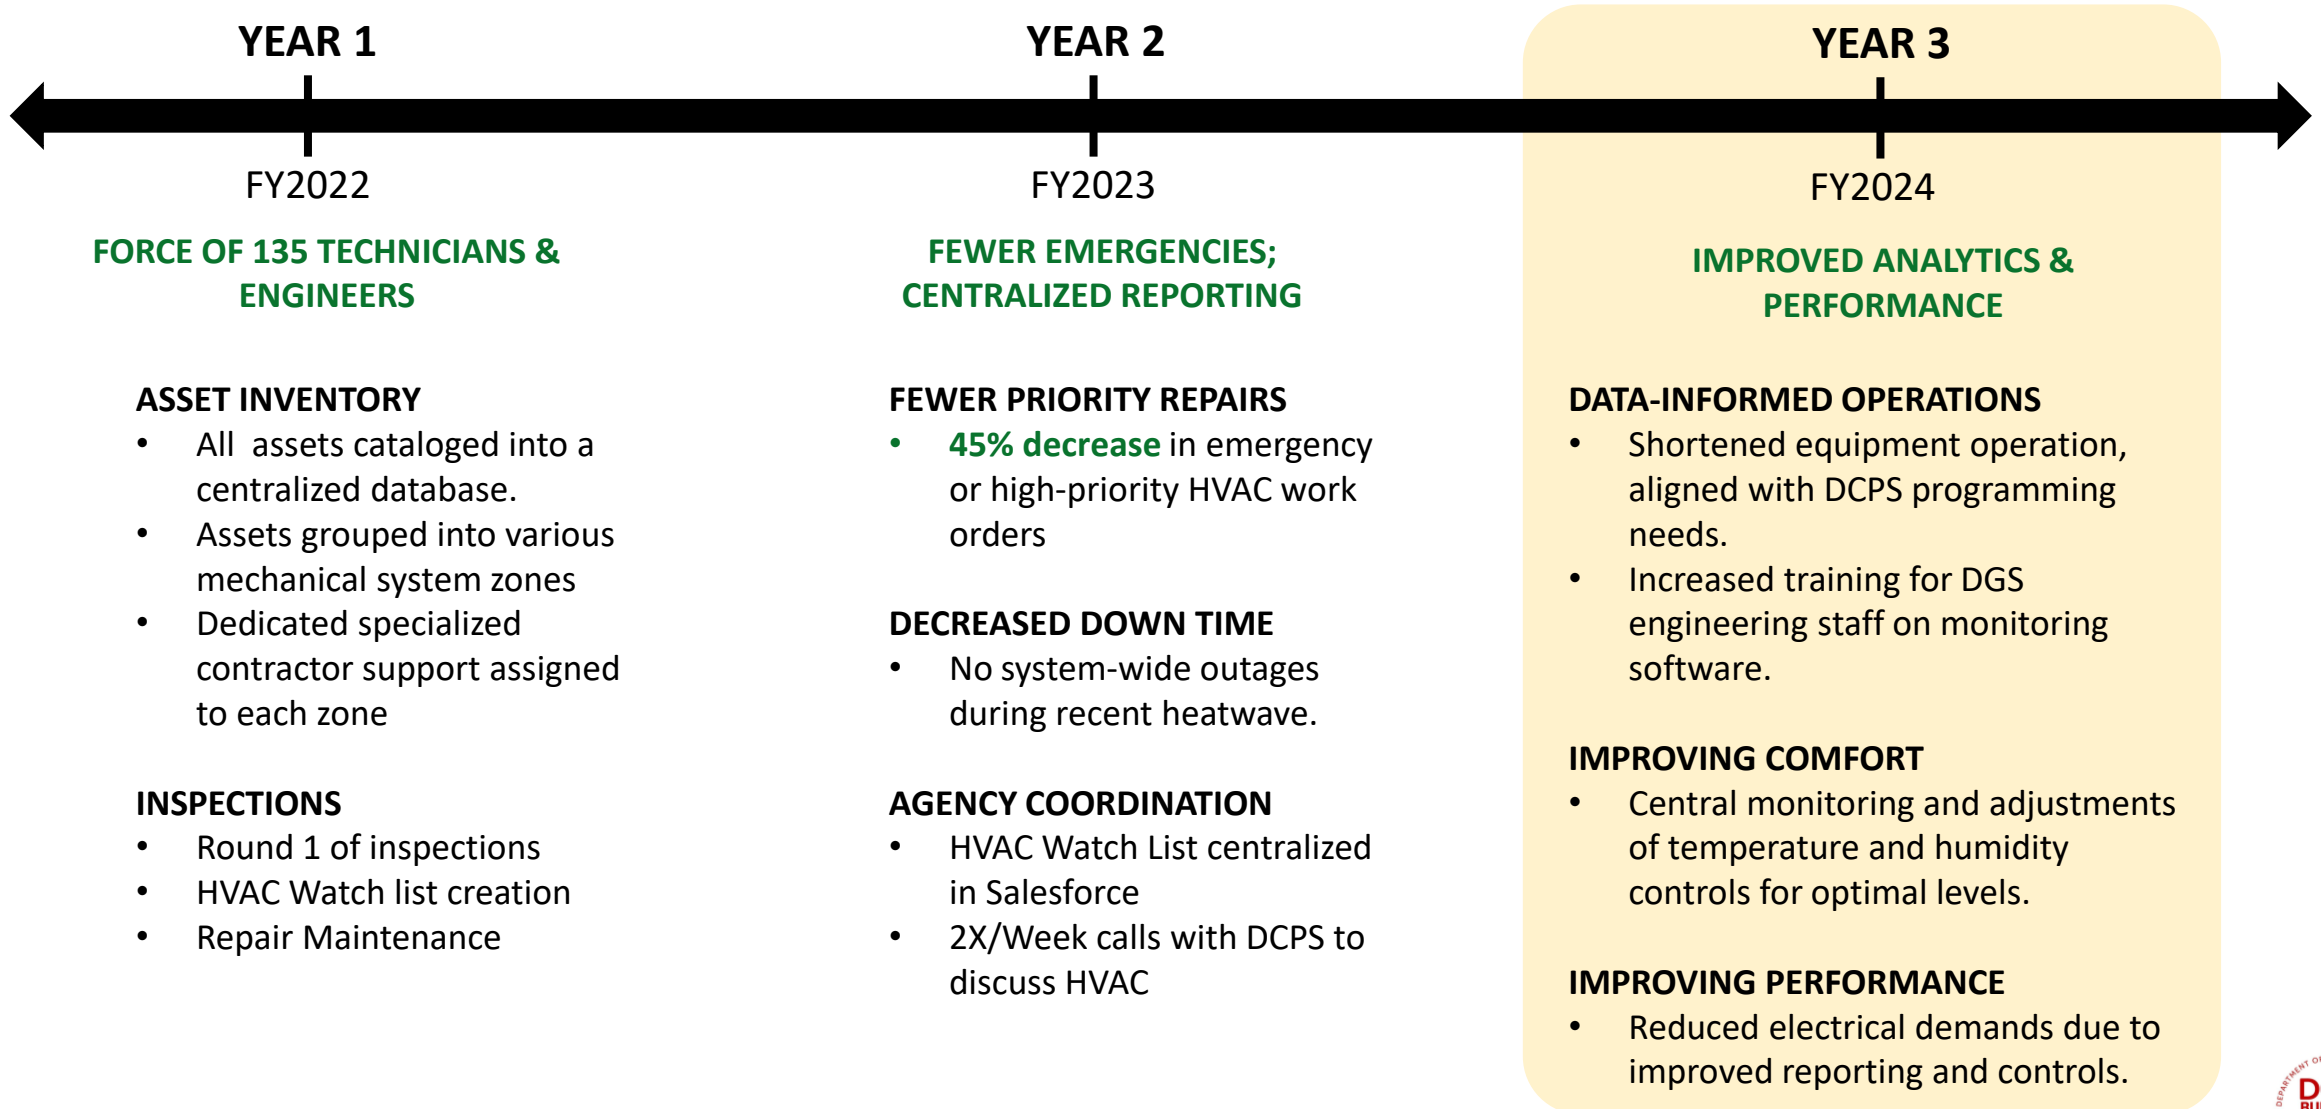 YEAR 1
FY2022
FORCE OF 135 TECHNICIANS &
ENGINEERS
ASSET INVENTORY
• All  assets cataloged into a
centralized database.
• Assets grouped into various
mechanical system zones
• Dedicated specialized
contractor support assigned
to each zone
INSPECTIONS
• Round 1 of inspections
• HVAC Watch list creation
• Repair Maintenance
YEAR 2
FY2023
FEWER EMERGENCIES;
CENTRALIZED REPORTING
FEWER PRIORITY REPAIRS
• 45% decrease in emergency
or high-priority HVAC work
orders
DECREASED DOWN TIME
• No system-wide outages
during recent heatwave.
AGENCY COORDINATION
• HVAC Watch List centralized
in Salesforce
• 2X/Week calls with DCPS to
discuss HVAC
YEAR 3
FY2024
IMPROVED ANALYTICS &
PERFORMANCE
DATA-INFORMED OPERATIONS
• Shortened equipment operation,
aligned with DCPS programming
needs.
• Increased training for DGS
engineering staff on monitoring
software.
IMPROVING COMFORT
• Central monitoring and adjustments
of temperature and humidity
controls for optimal levels.
IMPROVING PERFORMANCE
• Reduced electrical demands due to
improved reporting and controls.
DEPARTMENT